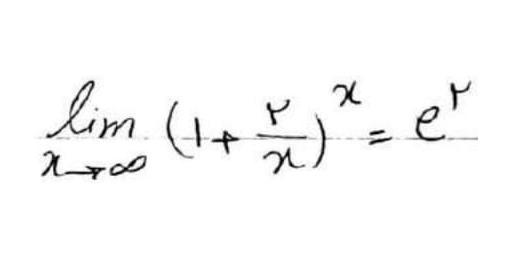 lim x→∞ (1+ ۲/x)^x = e^۲